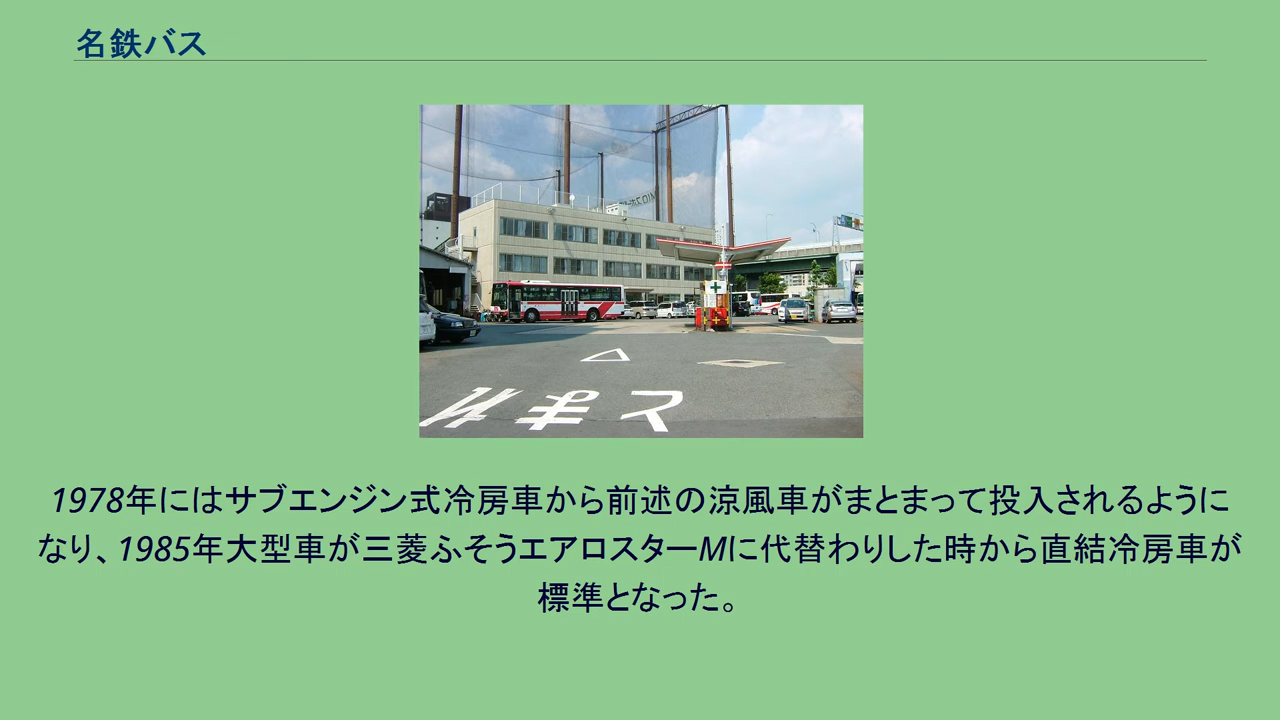 名鉄バス
1978年にはサブエンジン式冷房車から前述の涼風車がまとまって投入されるように
なり、1985年大型車が三菱ふそうエアロスターMに代替わりした時から直結冷房車が
標準となった。